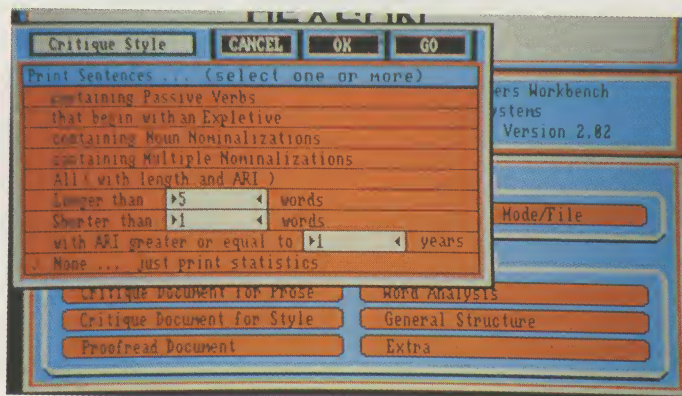 Critique Style CANCEL OK GO
Print Sentences ... (select one or more)
containing Passive Verbs
that begin with an Expletive
containing Noun Nominalizations
containing Multiple Nominalizations
All ( with length and ARI )
Longer than 5 words
Shorter than 1 words
with ARI greater or equal to 1 years
None ... just print statistics
ers Workbench
ystems
Version 2.02
Mode/File
Critique Document for Prose Word Analysis
Critique Document for Style General Structure
Proofread Document Extra